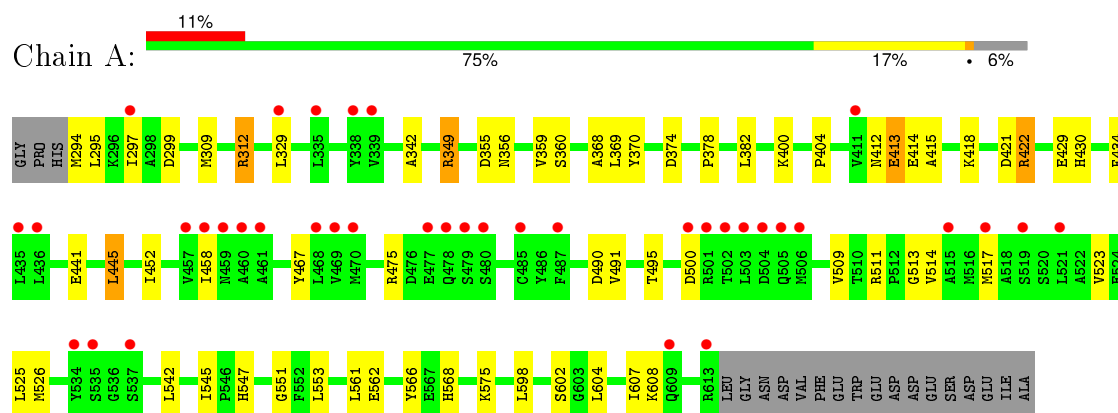 11%
Chain A:
75% 17% • 6%
GLY PRO HIS M294 L295 K296 I297 A298 D299 M309 R312 L329 L335 Y338 V339 A342 R349 D355 N356 V359 S360 A368 L369 Y370 D374 P378 L382 K400 P404 V411 N412 E413 E414 A415 K418 D421 R422 E429 H430
L435 L436 E441 L445 I452 V457 I458 N459 A460 A461 Y467 L468 V469 M470 R475 D476 E477 Q478 S479 S480 C485 Y486 F487 D490 V491 T495 D500 R501 T502 L503 D504 Q505 M506 V509 T510 R511 P512 G513 V514 A515 M516 M517 A518 S519 S520 L521 A522 V523
L525 M526 Y534 S535 G536 S537 L542 I545 P546 H547 G551 F552 L553 L561 E562 Y566 E567 H568 K575 L598 S602 G603 L604 I607 K608 Q609 R613 LEU GLY ASN ASP VAL PHE GLU TRP GLU ASP ASP GLU SER ASP GLU ILE ALA